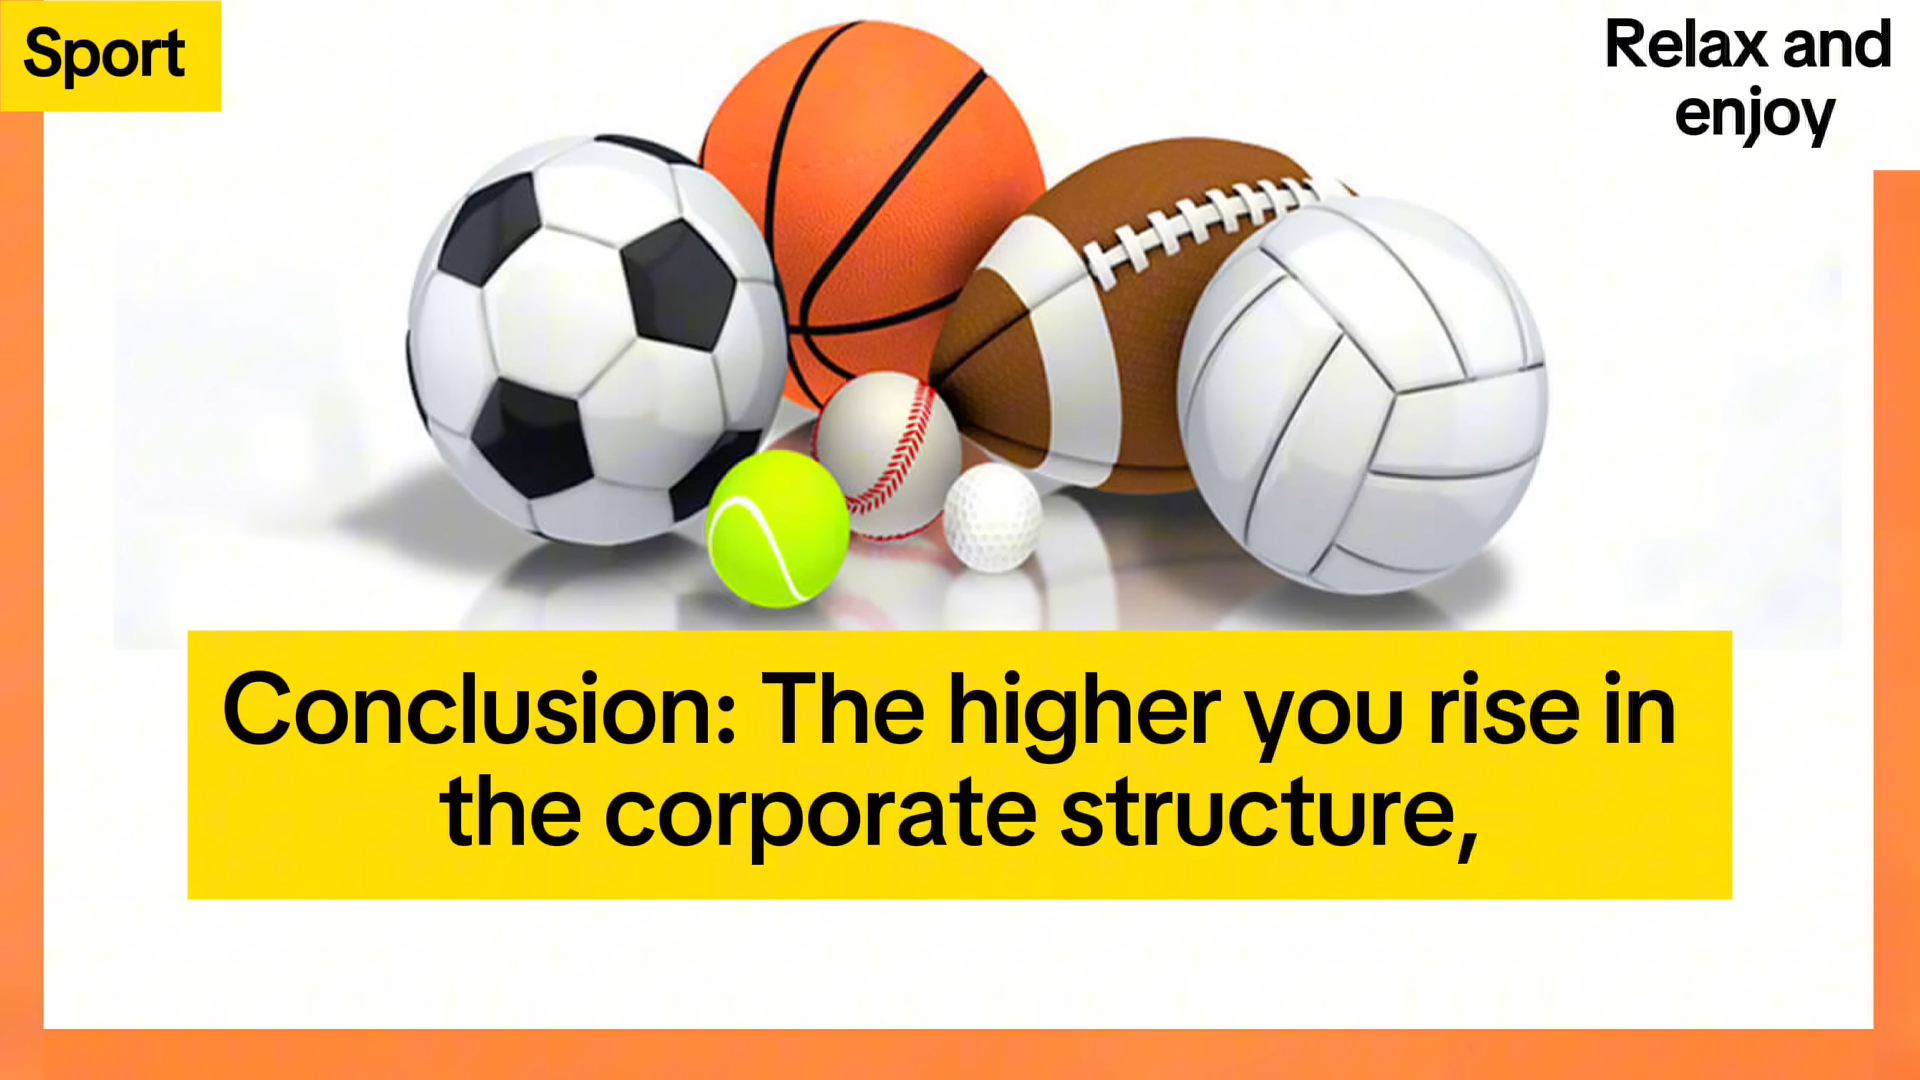 Sport
Relax and
enjoy
Conclusion: The higher you rise in
the corporate structure,